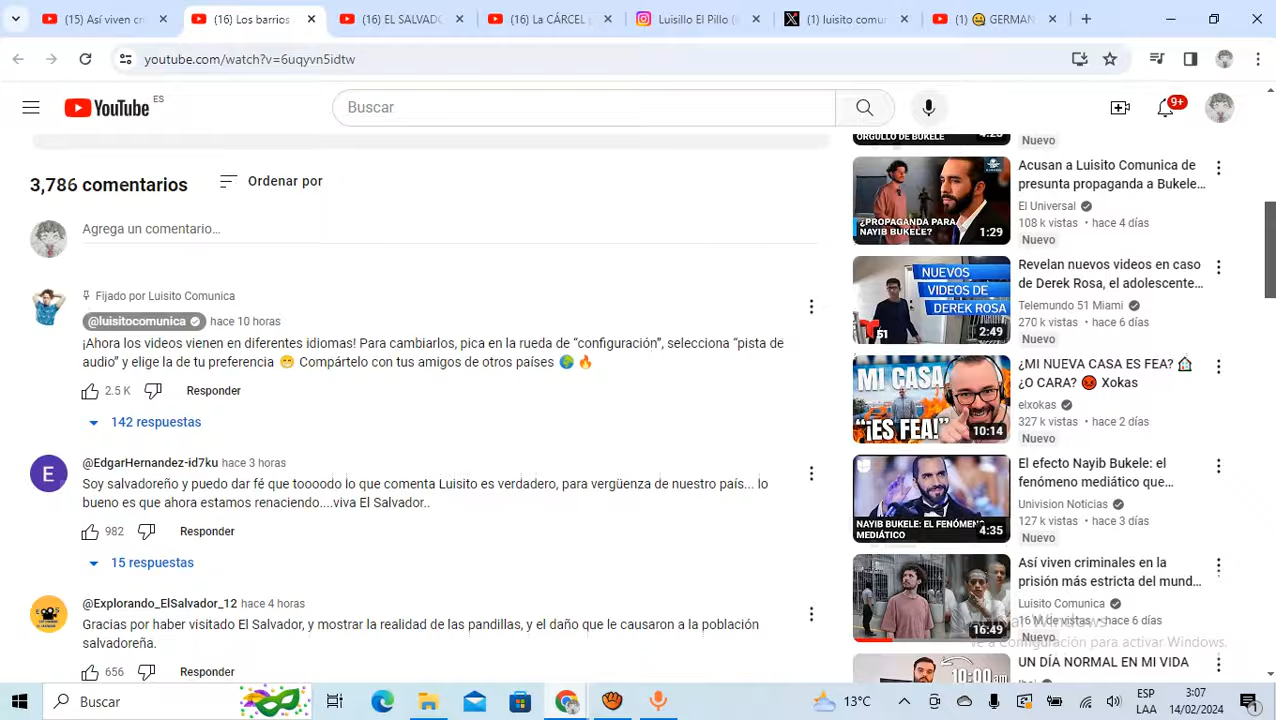 (15) Así viven cr
(16) Los barrios
(16) EL SALVADO
(16) La CÁRCEL p
Luisillo El Pillo (
(1) luisito comu
(1) 🤑 GERMAN
youtube.com/watch?v=6uqyvn5idtw
YouTube ES
Buscar
9+
3,786 comentarios
Ordenar por
Agrega un comentario…
Fijado por Luisito Comunica
@luisitocomunica hace 10 horas
¡Ahora los videos vienen en diferentes idiomas! Para cambiarlos, pica en la rueda de “configuración”, selecciona “pista de
audio” y elige la de tu preferencia 😁 Compártelo con tus amigos de otros países 🌎 🔥
2.5 K Responder
142 respuestas
E
@EdgarHernandez-id7ku hace 3 horas
Soy salvadoreño y puedo dar fé que toooodo lo que comenta Luisito es verdadero, para vergüenza de nuestro país... lo
bueno es que ahora estamos renaciendo....viva El Salvador..
982 Responder
15 respuestas
@Explorando_ElSalvador_12 hace 4 horas
Gracias por haber visitado El Salvador, y mostrar la realidad de las pandillas, y el daño que le causaron a la población
salvadoreña.
656 Responder
ORGULLO DE BUKELE
4:23
Nuevo
¿PROPAGANDA PARA
NAYIB BUKELE?
1:29
Acusan a Luisito Comunica de
presunta propaganda a Bukele…
El Universal
108 k vistas • hace 4 días
Nuevo
NUEVOS
VIDEOS DE
DEREK ROSA
51
2:49
Revelan nuevos videos en caso
de Derek Rosa, el adolescente…
Telemundo 51 Miami
270 k vistas • hace 6 días
Nuevo
MI CASA
"¡ES FEA!"
10:14
¿MI NUEVA CASA ES FEA? 🏠
¿O CARA? 😡 Xokas
elxokas
327 k vistas • hace 2 días
Nuevo
NAYIB BUKELE: EL FENÓMENO
MEDIÁTICO
4:35
El efecto Nayib Bukele: el
fenómeno mediático que…
Univision Noticias
127 k vistas • hace 3 días
Nuevo
16:49
Así viven criminales en la
prisión más estricta del mund…
Luisito Comunica
vistas • hace 6 días
Nuevo
Activar Windows
Ve a Configuración para activar Windows.
10:00
UN DÍA NORMAL EN MI VIDA
Buscar
13°C
ESP
LAA
3:07
14/02/2024
1